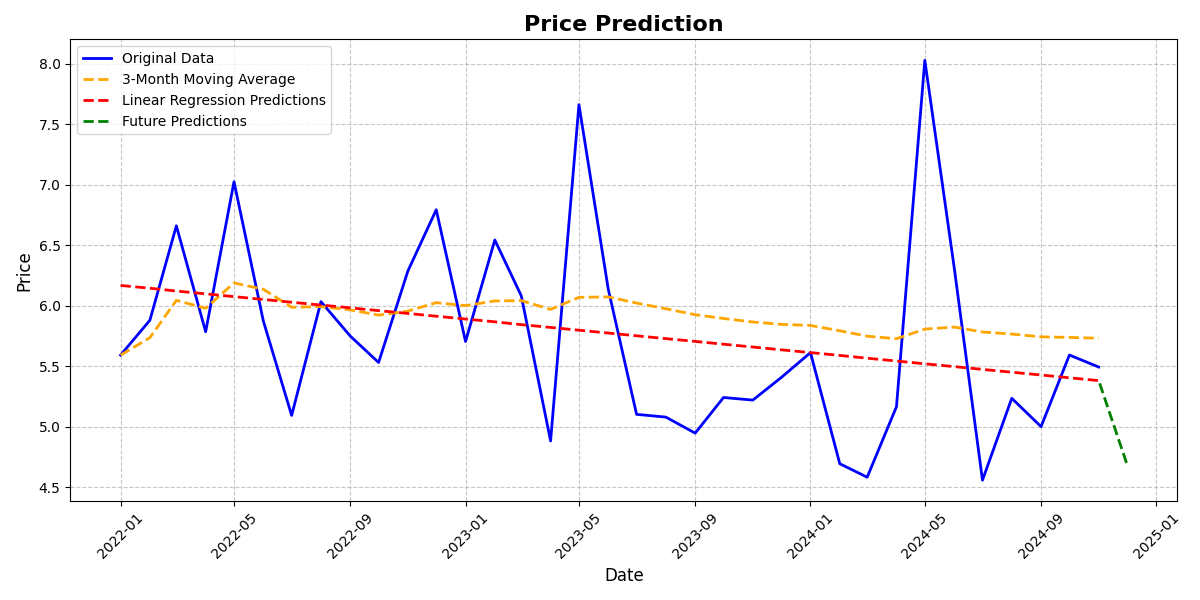 Price Prediction
Original Data
3-Month Moving Average
Linear Regression Predictions
Future Predictions
Price
8.0
7.5
7.0
6.5
6.0
5.5
5.0
4.5
2022-01
2022-05
2022-09
2023-01
2023-05
2023-09
2024-01
2024-05
2024-09
2025-01
Date